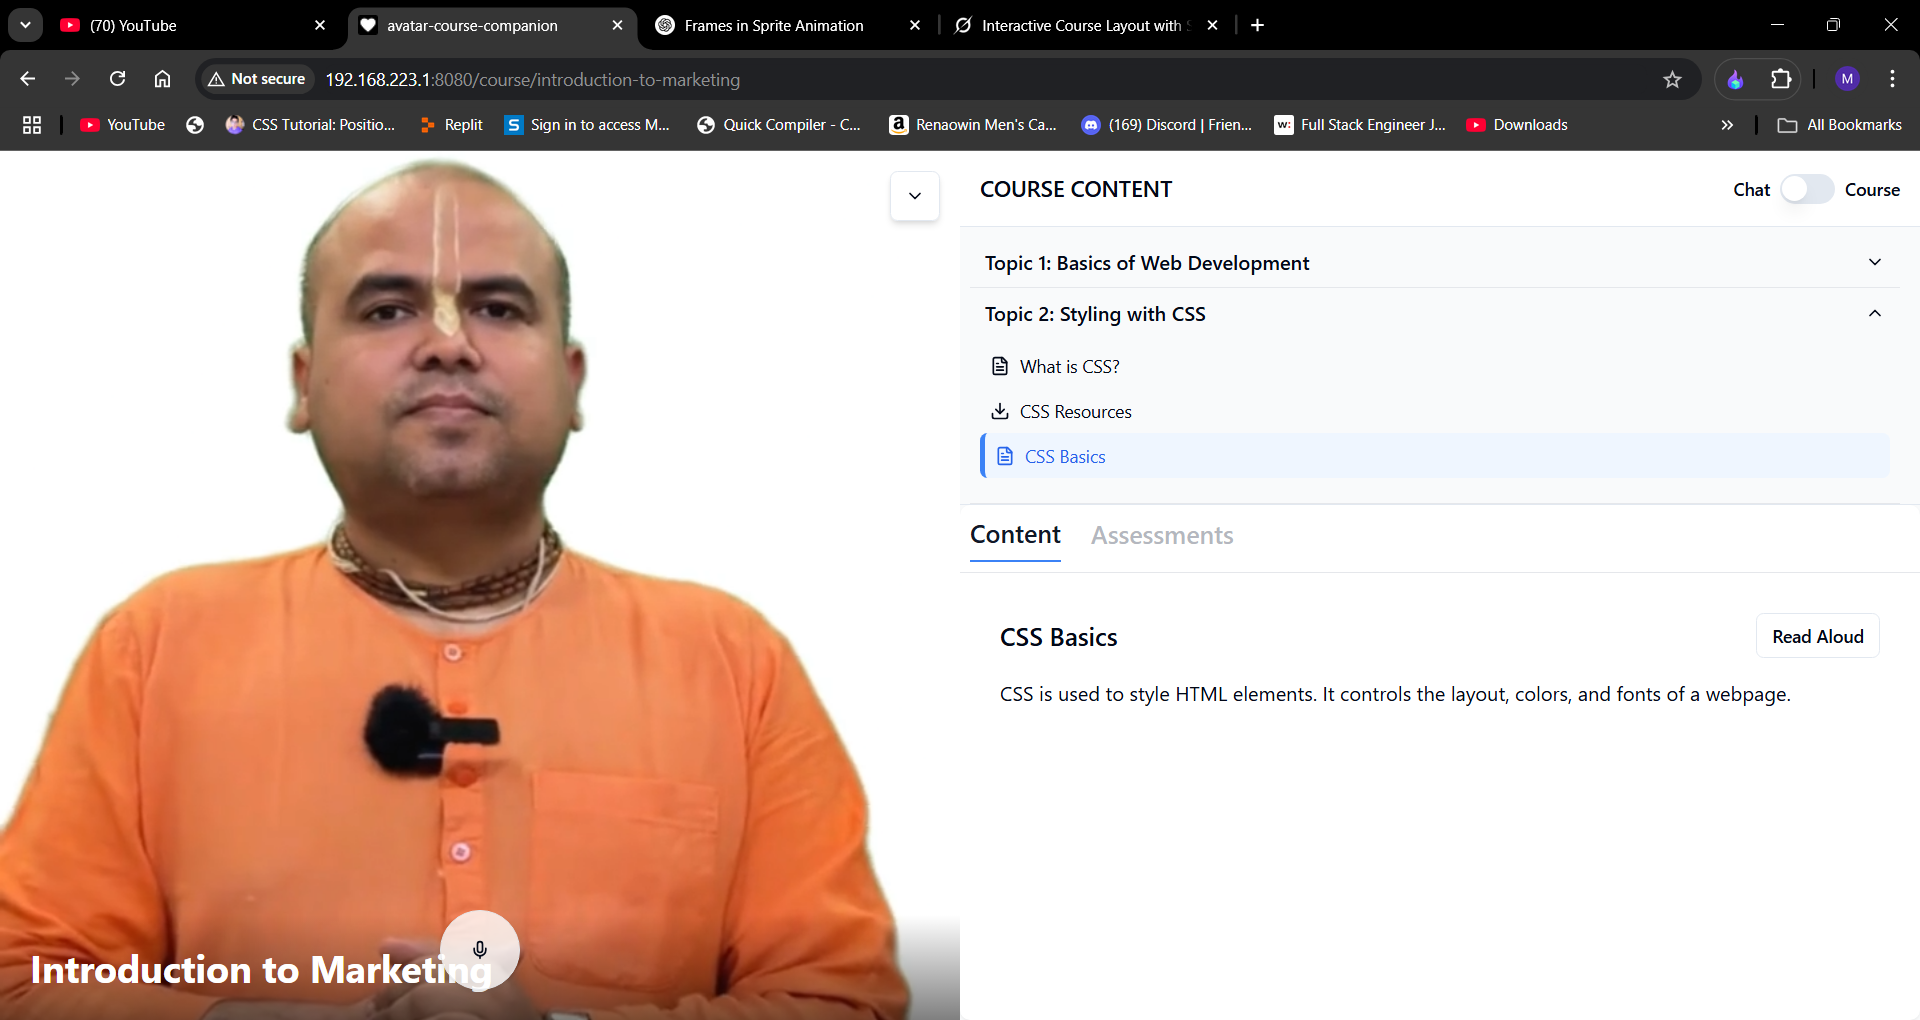 (70) YouTube
avatar-course-companion
Frames in Sprite Animation
Interactive Course Layout with S
Not secure
192.168.223.1:8080/course/introduction-to-marketing
M
YouTube
CSS Tutorial: Positio...
Replit
S
Sign in to access M...
Quick Compiler - C...
a
Renaowin Men's Ca...
(169) Discord | Frien...
w:
Full Stack Engineer J...
Downloads
All Bookmarks
COURSE CONTENT
Chat
Course
Topic 1: Basics of Web Development
Topic 2: Styling with CSS
What is CSS?
CSS Resources
CSS Basics
Content
Assessments
CSS Basics
Read Aloud
CSS is used to style HTML elements. It controls the layout, colors, and fonts of a webpage.
Introduction to Marketing